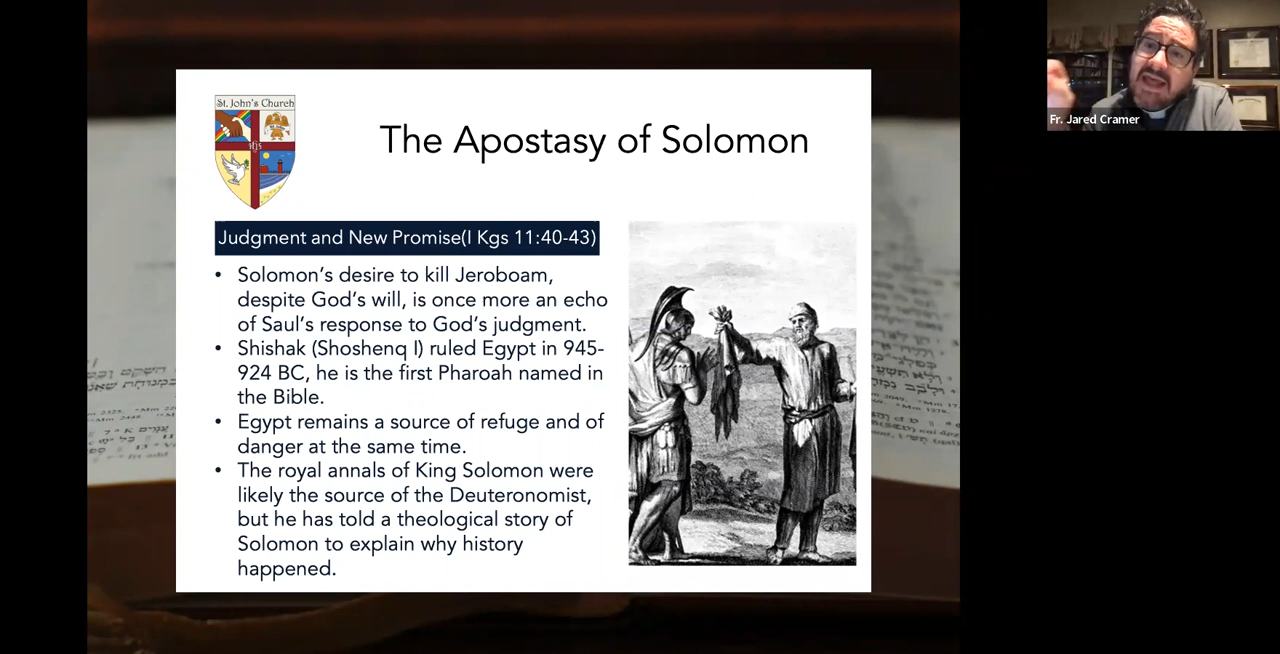 St. John's Church
The Apostasy of Solomon
Judgment and New Promise(I Kgs 11:40-43)
• Solomon's desire to kill Jeroboam,
despite God's will, is once more an echo
of Saul's response to God's judgment.
• Shishak (Shoshenq I) ruled Egypt in 945-
924 BC, he is the first Pharoah named in
the Bible.
• Egypt remains a source of refuge and of
danger at the same time.
• The royal annals of King Solomon were
likely the source of the Deuteronomist,
but he has told a theological story of
Solomon to explain why history
happened.
Fr. Jared Cramer